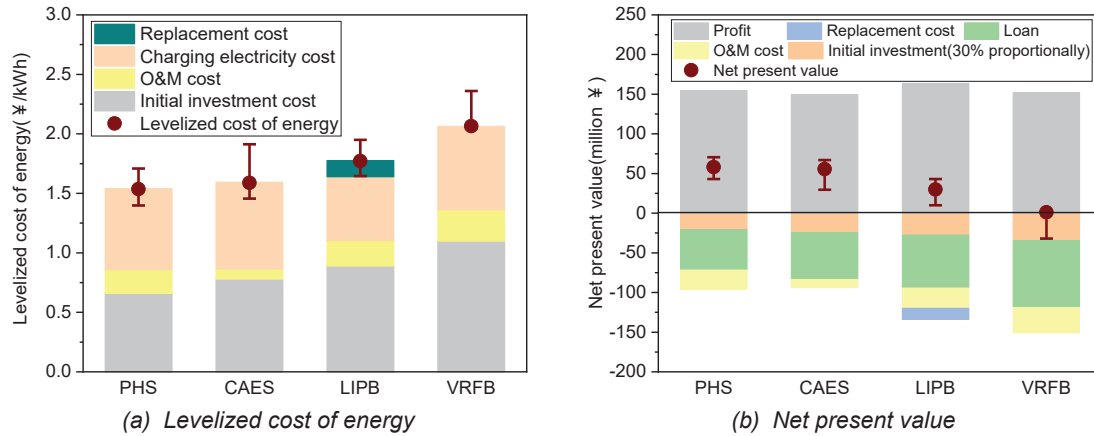 3.0
2.5
2.0
1.5
1.0
0.5
0.0
Levelized cost of energy(¥/kWh)
Replacement cost
Charging electricity cost
O&M cost
Initial investment cost
Levelized cost of energy
PHS CAES LIPB VRFB
(a) Levelized cost of energy
250
200
150
100
50
0
-50
-100
-150
-200
Net present value(million ¥)
Profit Replacement cost Loan
O&M cost Initial investment(30% proportionally)
Net present value
PHS CAES LIPB VRFB
(b) Net present value